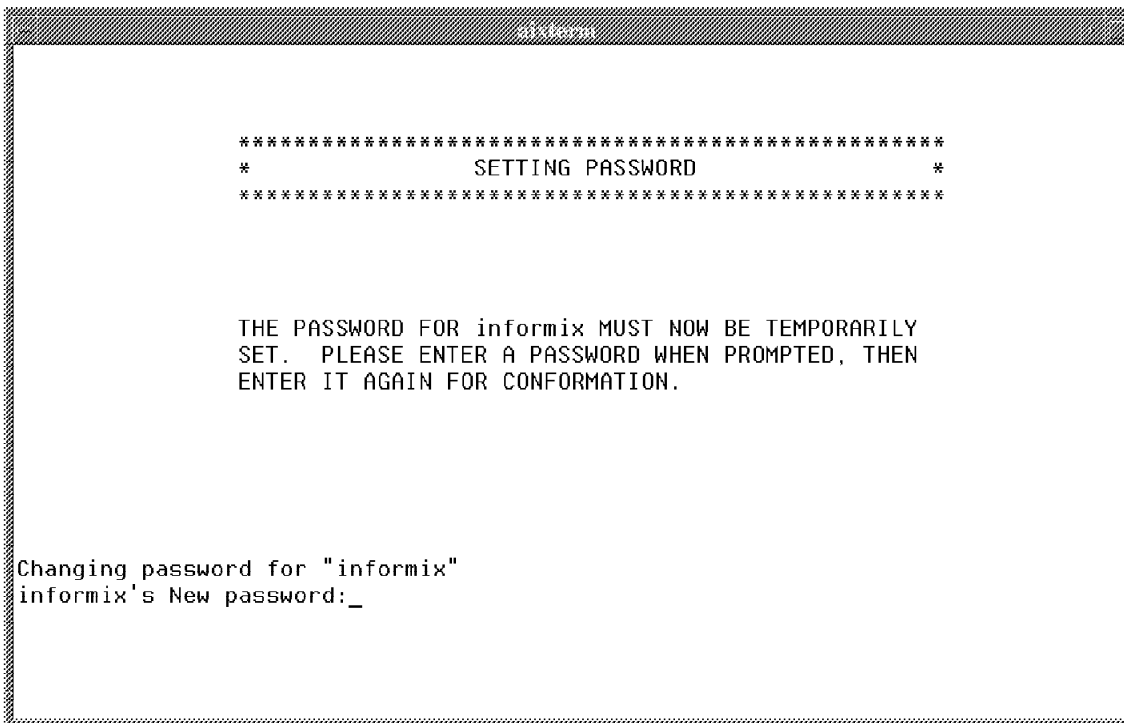 aixterm
***************************************************
* SETTING PASSWORD *
***************************************************
THE PASSWORD FOR informix MUST NOW BE TEMPORARILY
SET. PLEASE ENTER A PASSWORD WHEN PROMPTED, THEN
ENTER IT AGAIN FOR CONFORMATION.
Changing password for "informix"
informix's New password:_